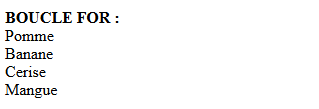 BOUCLE FOR :
Pomme
Banane
Cerise
Mangue